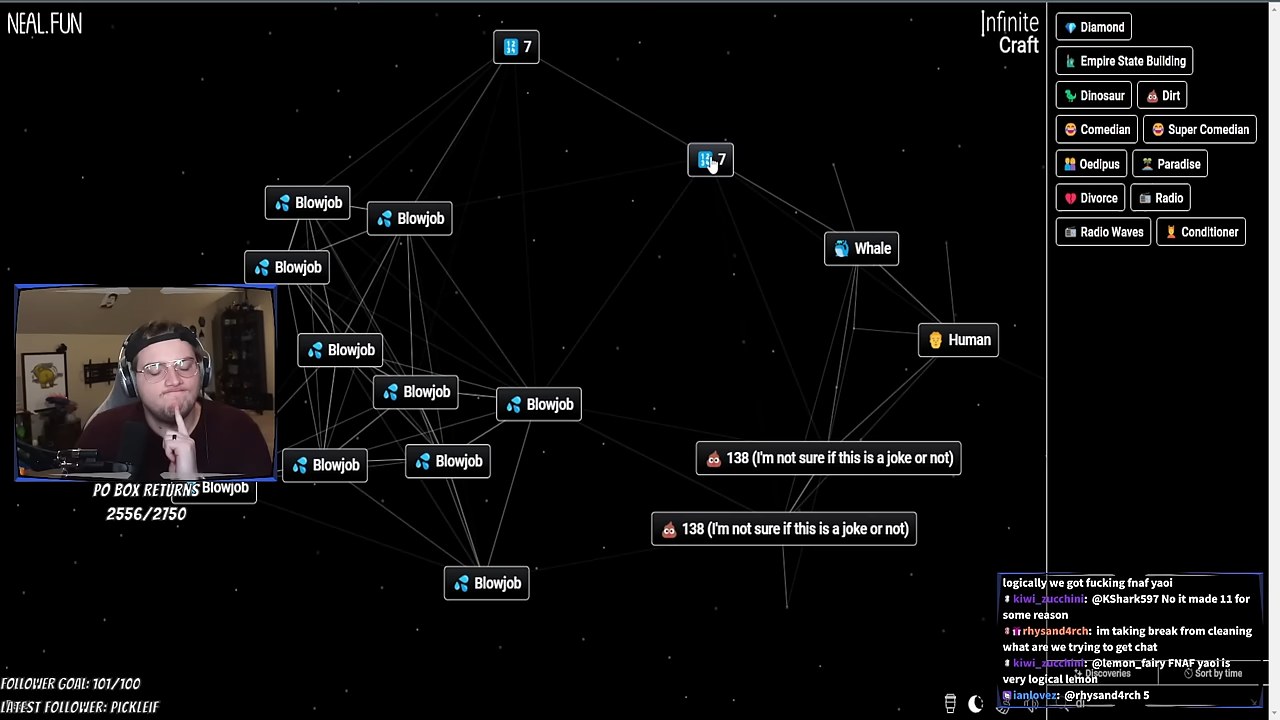 NEAL.FUN
Infinite
Craft
7
7
Whale
Human
Blowjob
Blowjob
Blowjob
Blowjob
Blowjob
Blowjob
Blowjob
Blowjob
Blowjob
Blowjob
138 (I'm not sure if this is a joke or not)
138 (I'm not sure if this is a joke or not)
PO BOX RETURNS
2556/2750
FOLLOWER GOAL: 101/100
LATEST FOLLOWER: PICKLEIF
Diamond
Empire State Building
Dinosaur Dirt
Comedian Super Comedian
Oedipus Paradise
Divorce Radio
Radio Waves Conditioner
logically we got fucking fnaf yaoi
kiwi_zucchini: @KShark597 No it made 11 for
some reason
rhysand4rch: im taking break from cleaning
what are we trying to get chat
kiwi_zucchini: @lemon_fairy FNAF yaoi is
very logical lemon
ianlovez: @rhysand4rch 5
Discoveries Sort by time